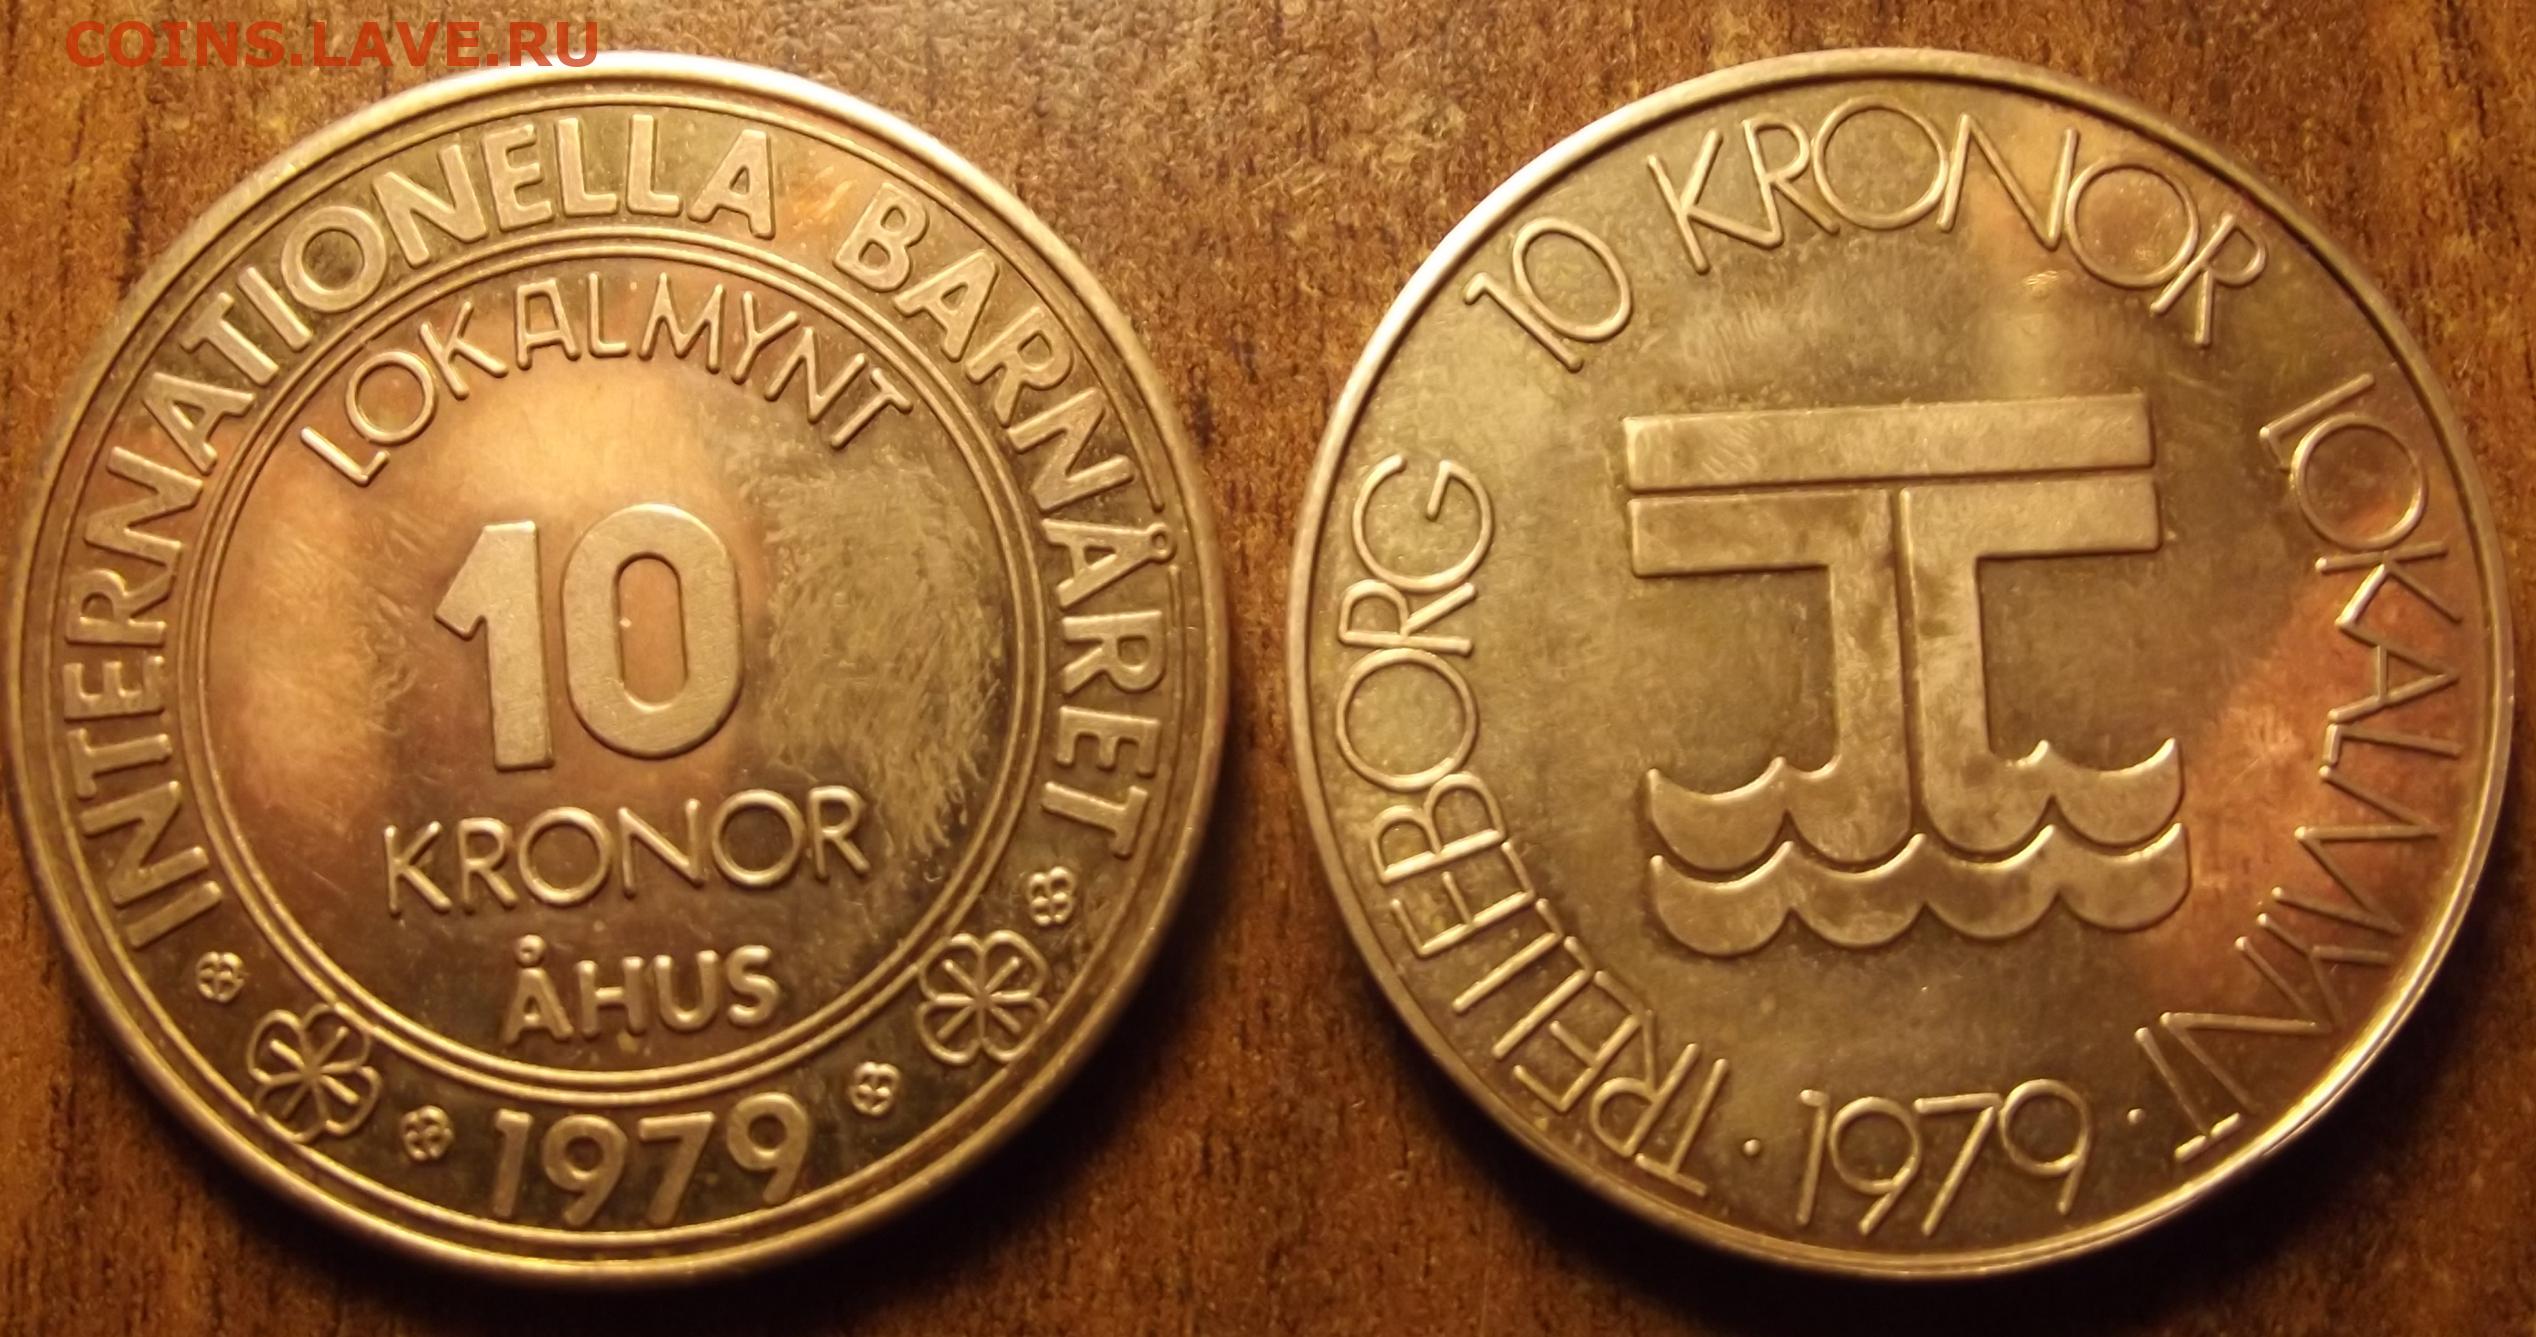 COINS.LAVE.RU
INTERNATIONELLA BARNÅRET
LOKALMYNT
10
KRONOR
ÅHUS
1979
TRELLEBORG 10 KRONOR LOKALMYNT
· 1979 ·